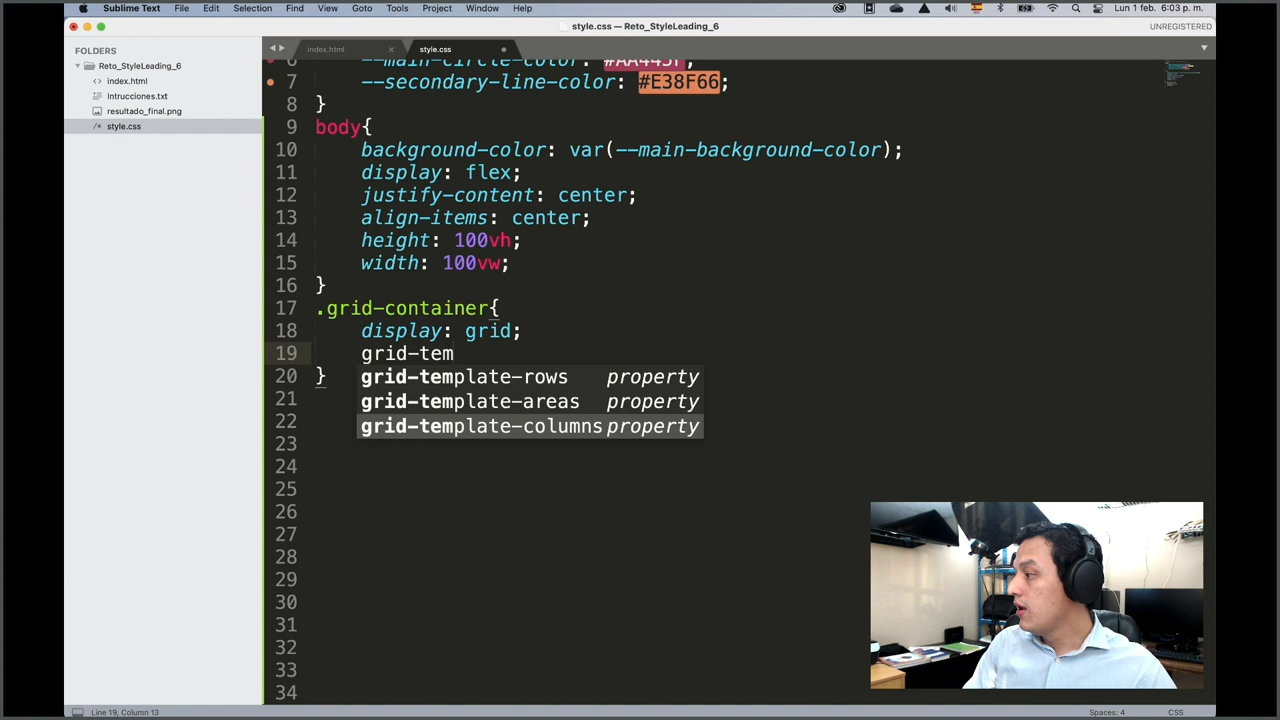 Sublime Text File Edit Selection Find View Goto Tools Project Window Help Lun 1 feb. 6:03 p. m.
style.css — Reto_StyleLeading_6 UNREGISTERED
FOLDERS
Reto_StyleLeading_6
index.html
Intrucciones.txt
resultado_final.png
style.css
index.html style.css
6 --main-circle-color: #AA445F;
7 --secondary-line-color: #E38F66;
8 }
9 body{
10 background-color: var(--main-background-color);
11 display: flex;
12 justify-content: center;
13 align-items: center;
14 height: 100vh;
15 width: 100vw;
16 }
17 .grid-container{
18 display: grid;
19 grid-tem
20 }
grid-template-rows property
grid-template-areas property
grid-template-columns property
21
22
23
24
25
26
27
28
29
30
31
32
33
34
Line 19, Column 13 Spaces: 4 CSS